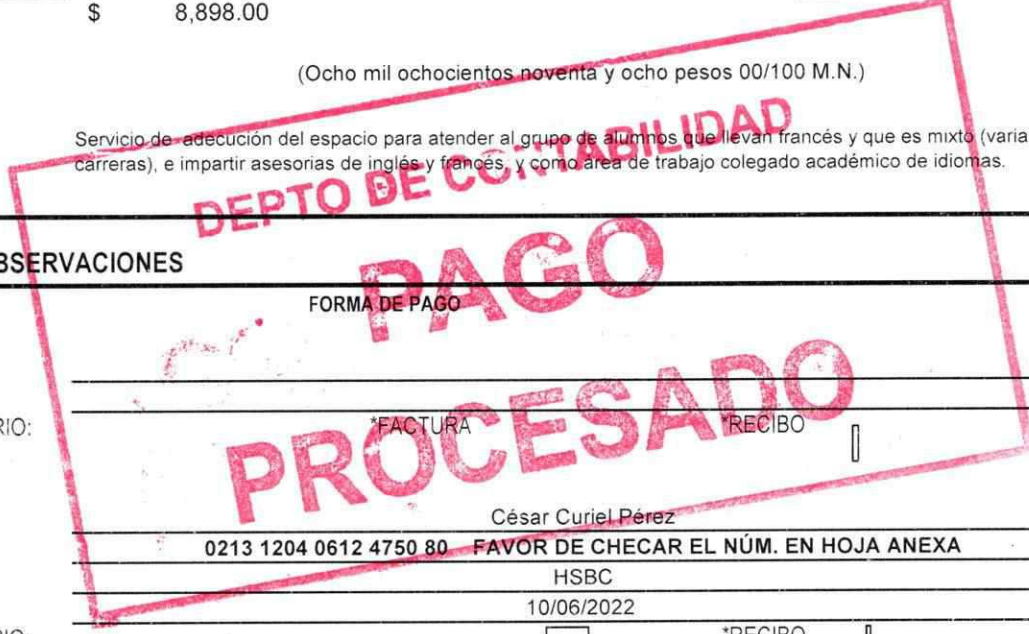 $ 8,898.00
(Ocho mil ochocientos noventa y ocho pesos 00/100 M.N.)
Servicio de adecución del espacio para atender al grupo de alumnos que llevan francés y que es mixto (varia
carreras), e impartir asesorias de inglés y francés, y como área de trabajo colegado académico de idiomas.
DEPTO DE CONTABILIDAD
BSERVACIONES
PAGO
FORMA DE PAGO
PROCESADO
RIO: *FACTURA *RECIBO
César Curiel Pérez
0213 1204 0612 4750 80 FAVOR DE CHECAR EL NÚM. EN HOJA ANEXA
HSBC
10/06/2022
*RECIBO